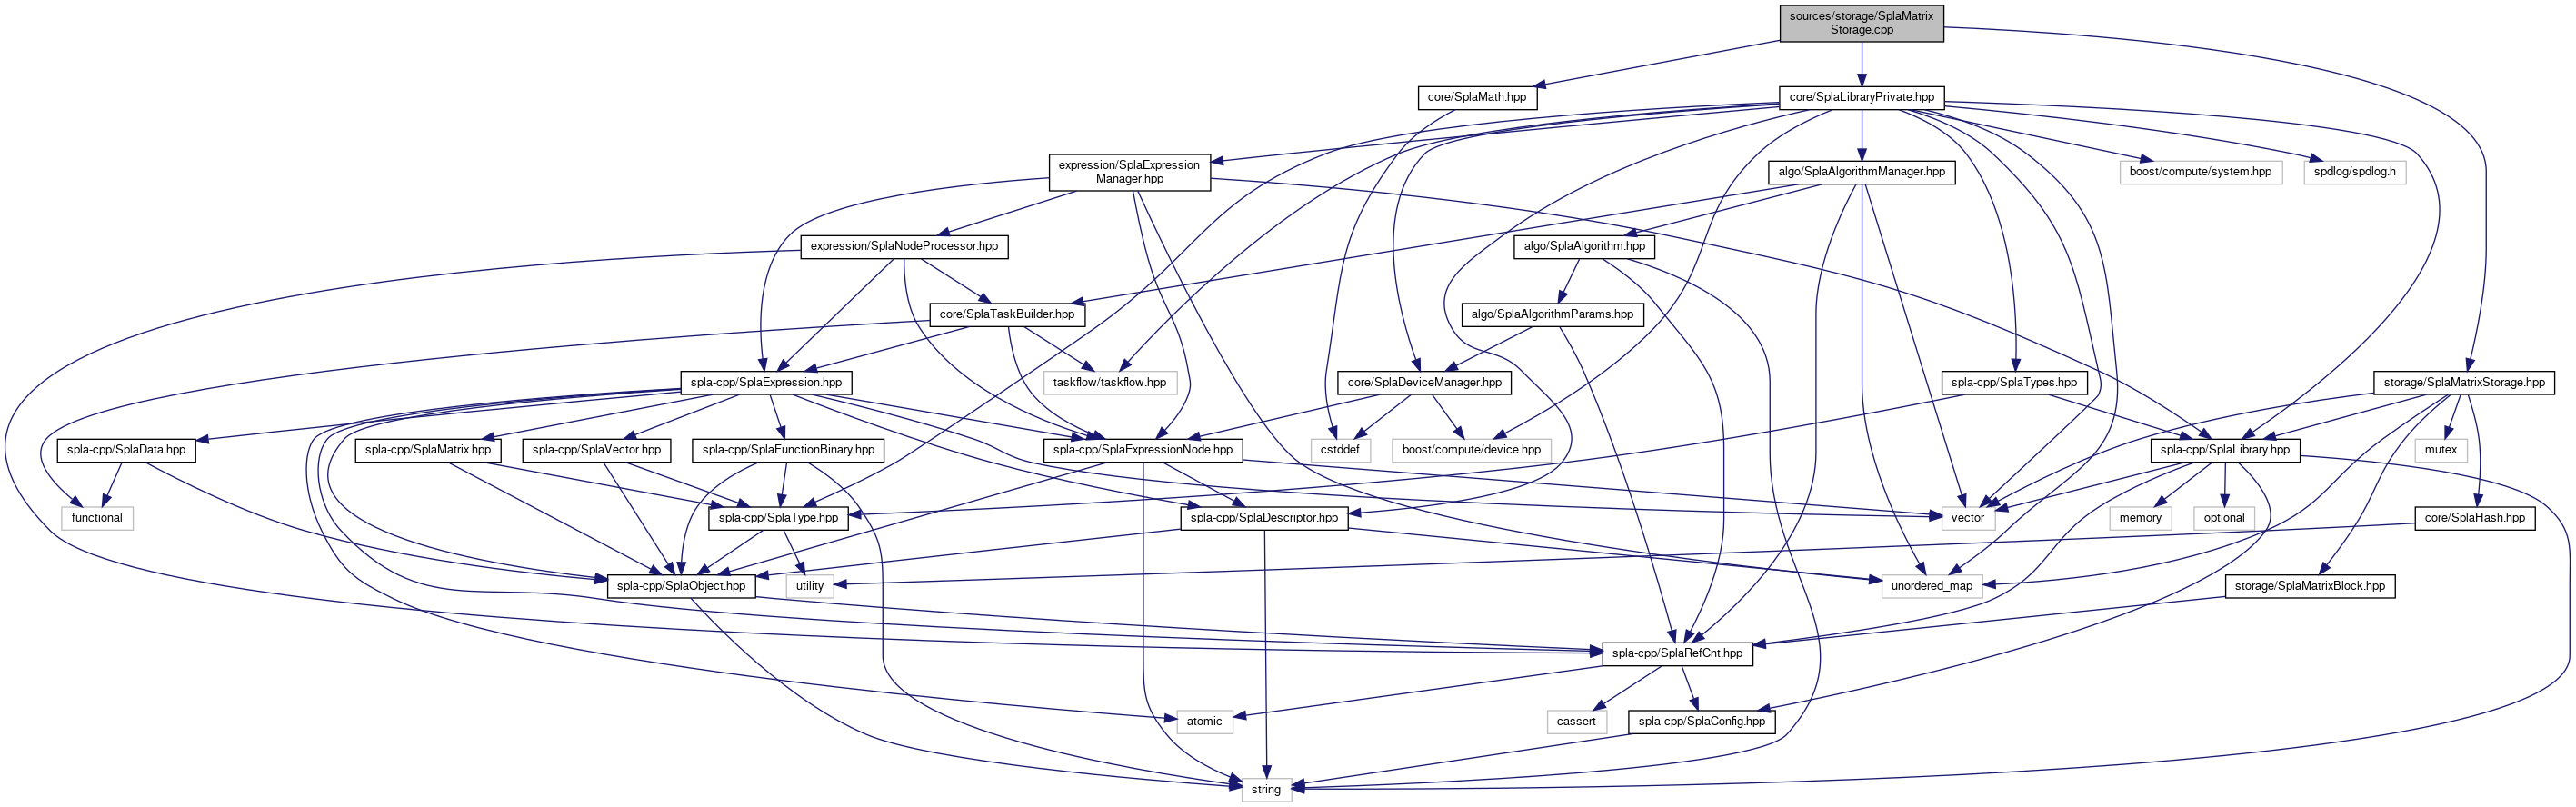 sources/storage/SplaMatrix
Storage.cpp
core/SplaMath.hpp
core/SplaLibraryPrivate.hpp
expression/SplaExpression
Manager.hpp
algo/SplaAlgorithmManager.hpp
boost/compute/system.hpp
spdlog/spdlog.h
expression/SplaNodeProcessor.hpp
algo/SplaAlgorithm.hpp
core/SplaTaskBuilder.hpp
algo/SplaAlgorithmParams.hpp
spla-cpp/SplaExpression.hpp
taskflow/taskflow.hpp
core/SplaDeviceManager.hpp
spla-cpp/SplaTypes.hpp
storage/SplaMatrixStorage.hpp
spla-cpp/SplaData.hpp
spla-cpp/SplaMatrix.hpp
spla-cpp/SplaVector.hpp
spla-cpp/SplaFunctionBinary.hpp
spla-cpp/SplaExpressionNode.hpp
cstddef
boost/compute/device.hpp
spla-cpp/SplaLibrary.hpp
mutex
functional
spla-cpp/SplaType.hpp
spla-cpp/SplaDescriptor.hpp
vector
memory
optional
core/SplaHash.hpp
spla-cpp/SplaObject.hpp
utility
unordered_map
storage/SplaMatrixBlock.hpp
spla-cpp/SplaRefCnt.hpp
atomic
cassert
spla-cpp/SplaConfig.hpp
string